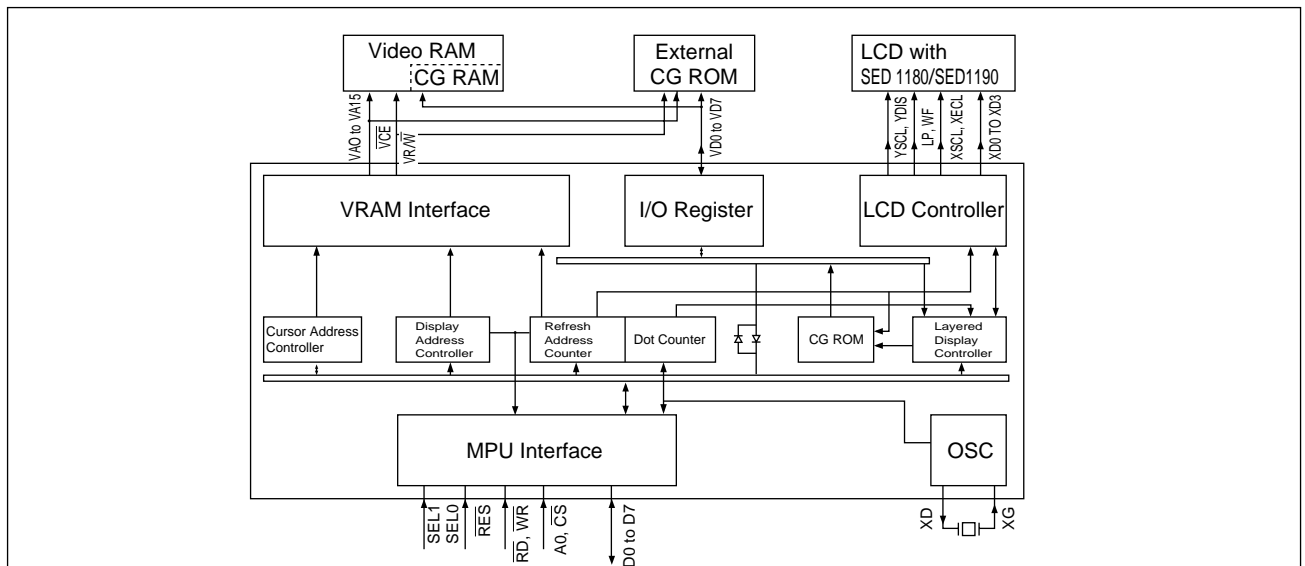 Video RAM
CG RAM
External
CG ROM
LCD with
SED 1180/SED1190
VAO to VA15
VCE
VR/W
VD0 to VD7
YSCL, YDIS
LP, WF
XSCL, XECL
XD0 TO XD3
VRAM Interface
I/O Register
LCD Controller
Cursor Address
Controller
Display
Address
Controller
Refresh
Address
Counter
Dot Counter
CG ROM
Layered
Display
Controller
MPU Interface
OSC
SEL1
SEL0
RES
RD, WR
A0, CS
D0 to D7
XD
XG